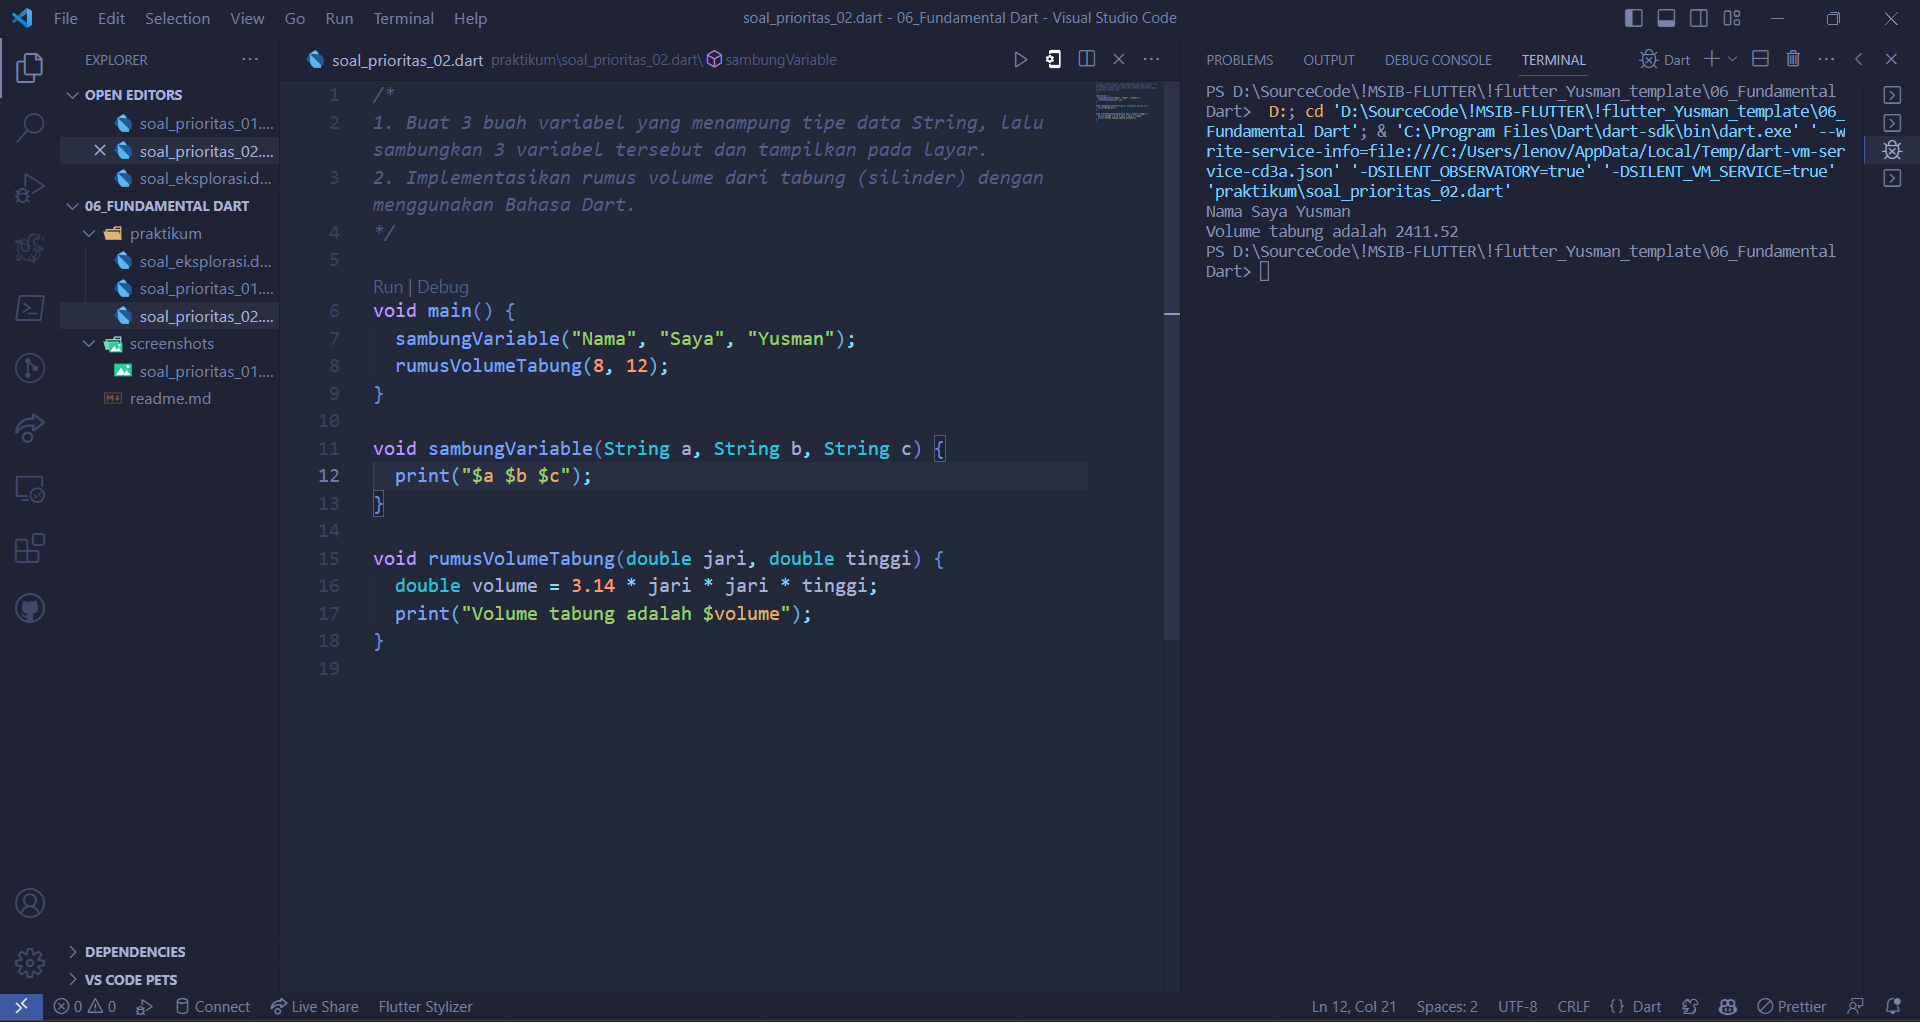 File Edit Selection View Go Run Terminal Help
soal_prioritas_02.dart - 06_Fundamental Dart - Visual Studio Code
EXPLORER
OPEN EDITORS
soal_prioritas_01....
soal_prioritas_02....
soal_eksplorasi.d...
06_FUNDAMENTAL DART
praktikum
soal_eksplorasi.d...
soal_prioritas_01....
soal_prioritas_02....
screenshots
soal_prioritas_01....
readme.md
DEPENDENCIES
VS CODE PETS
soal_prioritas_02.dart praktikum\soal_prioritas_02.dart\ sambungVariable
1 /*
2 1. Buat 3 buah variabel yang menampung tipe data String, lalu
sambungkan 3 variabel tersebut dan tampilkan pada layar.
3 2. Implementasikan rumus volume dari tabung (silinder) dengan
menggunakan Bahasa Dart.
4 */
5
Run | Debug
6 void main() {
7 sambungVariable("Nama", "Saya", "Yusman");
8 rumusVolumeTabung(8, 12);
9 }
10
11 void sambungVariable(String a, String b, String c) {
12 print("$a $b $c");
13 }
14
15 void rumusVolumeTabung(double jari, double tinggi) {
16 double volume = 3.14 * jari * jari * tinggi;
17 print("Volume tabung adalah $volume");
18 }
19
PROBLEMS OUTPUT DEBUG CONSOLE TERMINAL Dart
PS D:\SourceCode\!MSIB-FLUTTER\!flutter_Yusman_template\06_Fundamental
Dart> D:; cd 'D:\SourceCode\!MSIB-FLUTTER\!flutter_Yusman_template\06_
Fundamental Dart'; & 'C:\Program Files\Dart\dart-sdk\bin\dart.exe' '--w
rite-service-info=file:///C:/Users/lenov/AppData/Local/Temp/dart-vm-ser
vice-cd3a.json' '-DSILENT_OBSERVATORY=true' '-DSILENT_VM_SERVICE=true'
'praktikum\soal_prioritas_02.dart'
Nama Saya Yusman
Volume tabung adalah 2411.52
PS D:\SourceCode\!MSIB-FLUTTER\!flutter_Yusman_template\06_Fundamental
Dart>
0 0 Connect Live Share Flutter Stylizer
Ln 12, Col 21 Spaces: 2 UTF-8 CRLF {} Dart Prettier